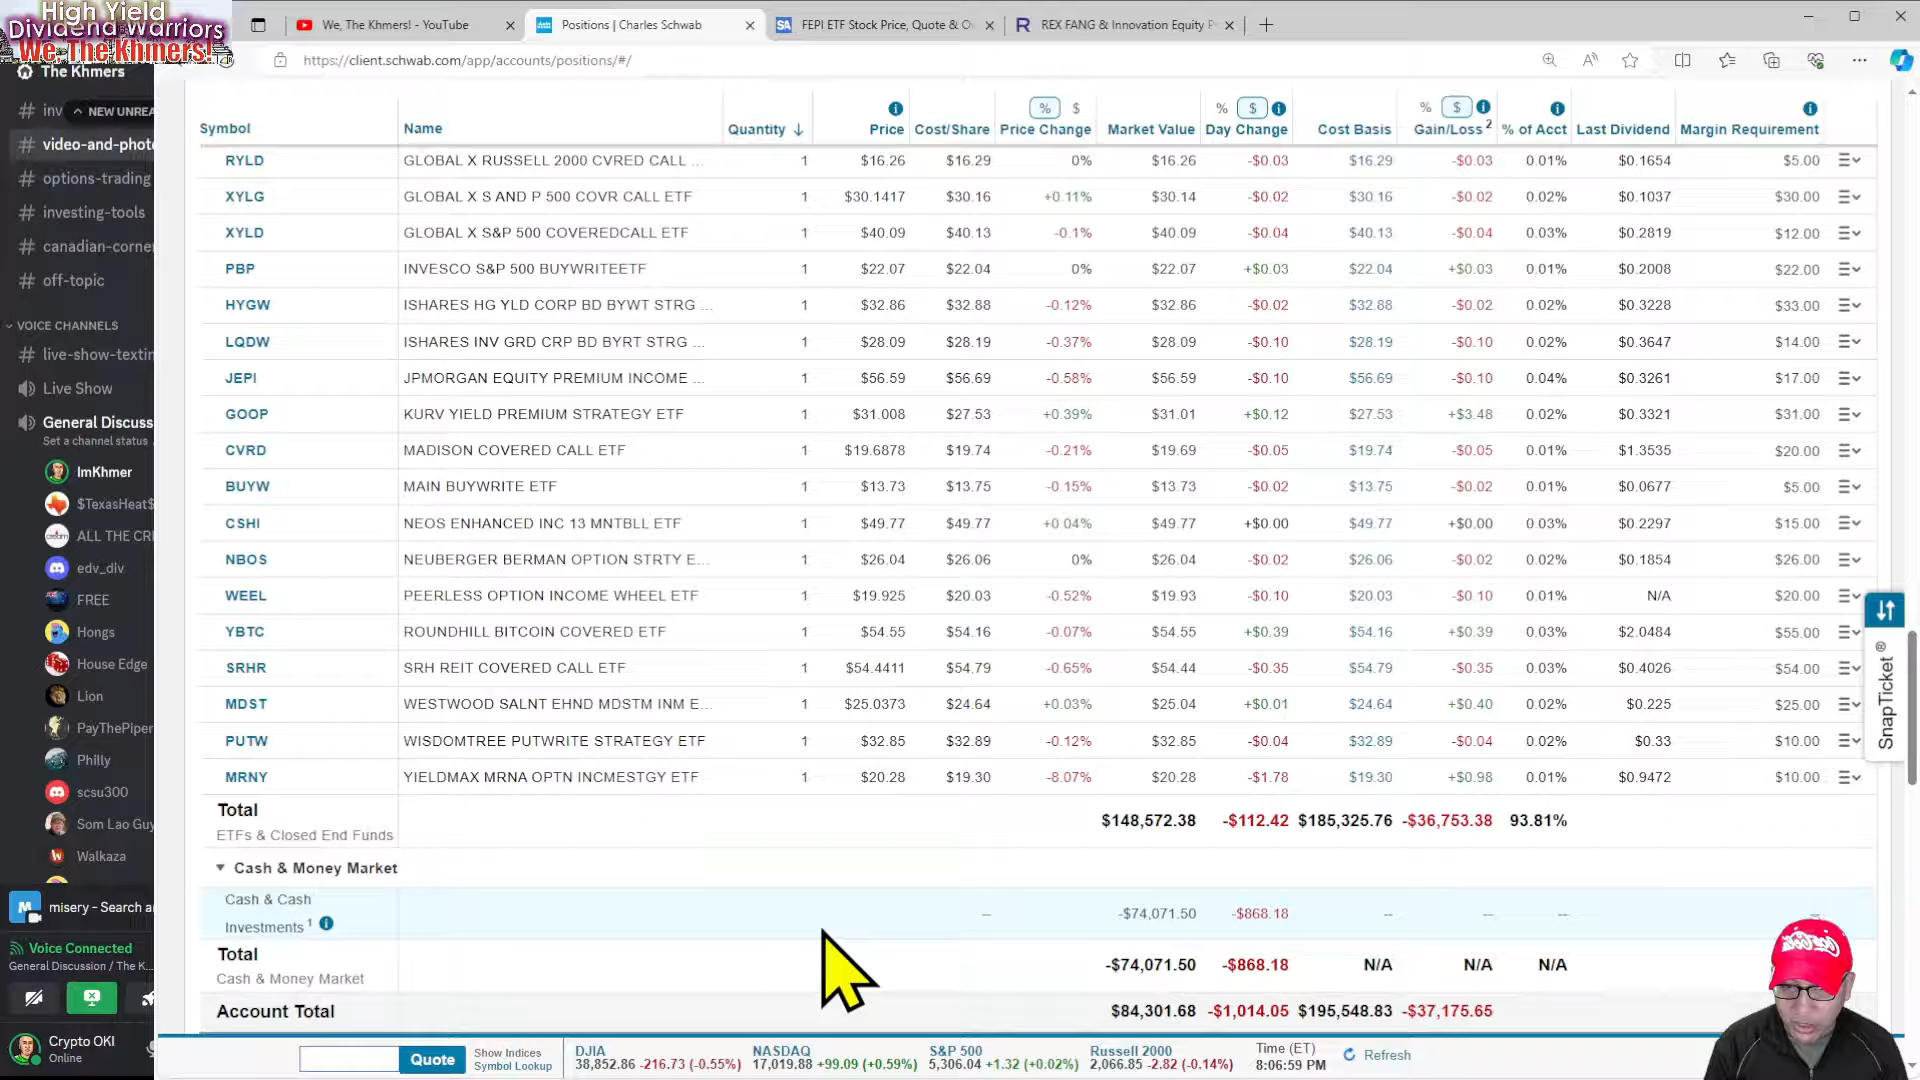 High Yield
Dividend Warriors
We, The Khmers!
The Khmers
We, The Khmers! - YouTube
Positions | Charles Schwab
FEPI ETF Stock Price, Quote & O
REX FANG & Innovation Equity P
https://client.schwab.com/app/accounts/positions/#/
# inv
NEW UNREA
# video-and-photo
# options-trading
# investing-tools
# canadian-corner
# off-topic
VOICE CHANNELS
# live-show-textin
Live Show
General Discuss
Set a channel status
ImKhmer
$TexasHeat$
ALL THE CRE
edv_div
FREE
Hongs
House Edge
Lion
PayThePiper
Philly
scsu300
Som Lao Guy
Walkaza
misery - Search an
Voice Connected
General Discussion / The K...
Crypto OKI
Online
% $ % $ % $
Symbol Name Quantity Price Cost/Share Price Change Market Value Day Change Cost Basis Gain/Loss 2 % of Acct Last Dividend Margin Requirement
RYLD GLOBAL X RUSSELL 2000 CVRED CALL ... 1 $16.26 $16.29 0% $16.26 -$0.03 $16.29 -$0.03 0.01% $0.1654 $5.00
XYLG GLOBAL X S AND P 500 COVR CALL ETF 1 $30.1417 $30.16 +0.11% $30.14 -$0.02 $30.16 -$0.02 0.02% $0.1037 $30.00
XYLD GLOBAL X S&P 500 COVEREDCALL ETF 1 $40.09 $40.13 -0.1% $40.09 -$0.04 $40.13 -$0.04 0.03% $0.2819 $12.00
PBP INVESCO S&P 500 BUYWRITEETF 1 $22.07 $22.04 0% $22.07 +$0.03 $22.04 +$0.03 0.01% $0.2008 $22.00
HYGW ISHARES HG YLD CORP BD BYWT STRG ... 1 $32.86 $32.88 -0.12% $32.86 -$0.02 $32.88 -$0.02 0.02% $0.3228 $33.00
LQDW ISHARES INV GRD CRP BD BYRT STRG ... 1 $28.09 $28.19 -0.37% $28.09 -$0.10 $28.19 -$0.10 0.02% $0.3647 $14.00
JEPI JPMORGAN EQUITY PREMIUM INCOME ... 1 $56.59 $56.69 -0.58% $56.59 -$0.10 $56.69 -$0.10 0.04% $0.3261 $17.00
GOOP KURV YIELD PREMIUM STRATEGY ETF 1 $31.008 $27.53 +0.39% $31.01 +$0.12 $27.53 +$3.48 0.02% $0.3321 $31.00
CVRD MADISON COVERED CALL ETF 1 $19.6878 $19.74 -0.21% $19.69 -$0.05 $19.74 -$0.05 0.01% $1.3535 $20.00
BUYW MAIN BUYWRITE ETF 1 $13.73 $13.75 -0.15% $13.73 -$0.02 $13.75 -$0.02 0.01% $0.0677 $5.00
CSHI NEOS ENHANCED INC 13 MNTBLL ETF 1 $49.77 $49.77 +0.04% $49.77 +$0.00 $49.77 +$0.00 0.03% $0.2297 $15.00
NBOS NEUBERGER BERMAN OPTION STRTY E... 1 $26.04 $26.06 0% $26.04 -$0.02 $26.06 -$0.02 0.02% $0.1854 $26.00
WEEL PEERLESS OPTION INCOME WHEEL ETF 1 $19.925 $20.03 -0.52% $19.93 -$0.10 $20.03 -$0.10 0.01% N/A $20.00
YBTC ROUNDHILL BITCOIN COVERED ETF 1 $54.55 $54.16 -0.07% $54.55 +$0.39 $54.16 +$0.39 0.03% $2.0484 $55.00
SRHR SRH REIT COVERED CALL ETF 1 $54.4411 $54.79 -0.65% $54.44 -$0.35 $54.79 -$0.35 0.03% $0.4026 $54.00
MDST WESTWOOD SALNT EHND MDSTM INM E... 1 $25.0373 $24.64 +0.03% $25.04 +$0.01 $24.64 +$0.40 0.02% $0.225 $25.00
PUTW WISDOMTREE PUTWRITE STRATEGY ETF 1 $32.85 $32.89 -0.12% $32.85 -$0.04 $32.89 -$0.04 0.02% $0.33 $10.00
MRNY YIELDMAX MRNA OPTN INCMESTGY ETF 1 $20.28 $19.30 -8.07% $20.28 -$1.78 $19.30 +$0.98 0.01% $0.9472 $10.00
Total $148,572.38 -$112.42 $185,325.76 -$36,753.38 93.81%
ETFs & Closed End Funds
Cash & Money Market
Cash & Cash
Investments 1 -- -$74,071.50 -$868.18 -- -- -- --
Total -$74,071.50 -$868.18 N/A N/A N/A
Cash & Money Market
Account Total $84,301.68 -$1,014.05 $195,548.83 -$37,175.65
SnapTicket®
Quote
Show Indices
Symbol Lookup
DJIA
38,852.86 -216.73 (-0.55%)
NASDAQ
17,019.88 +99.09 (+0.59%)
S&P 500
5,306.04 +1.32 (+0.02%)
Russell 2000
2,066.85 -2.82 (-0.14%)
Time (ET)
8:06:59 PM
Refresh
Coca-Cola